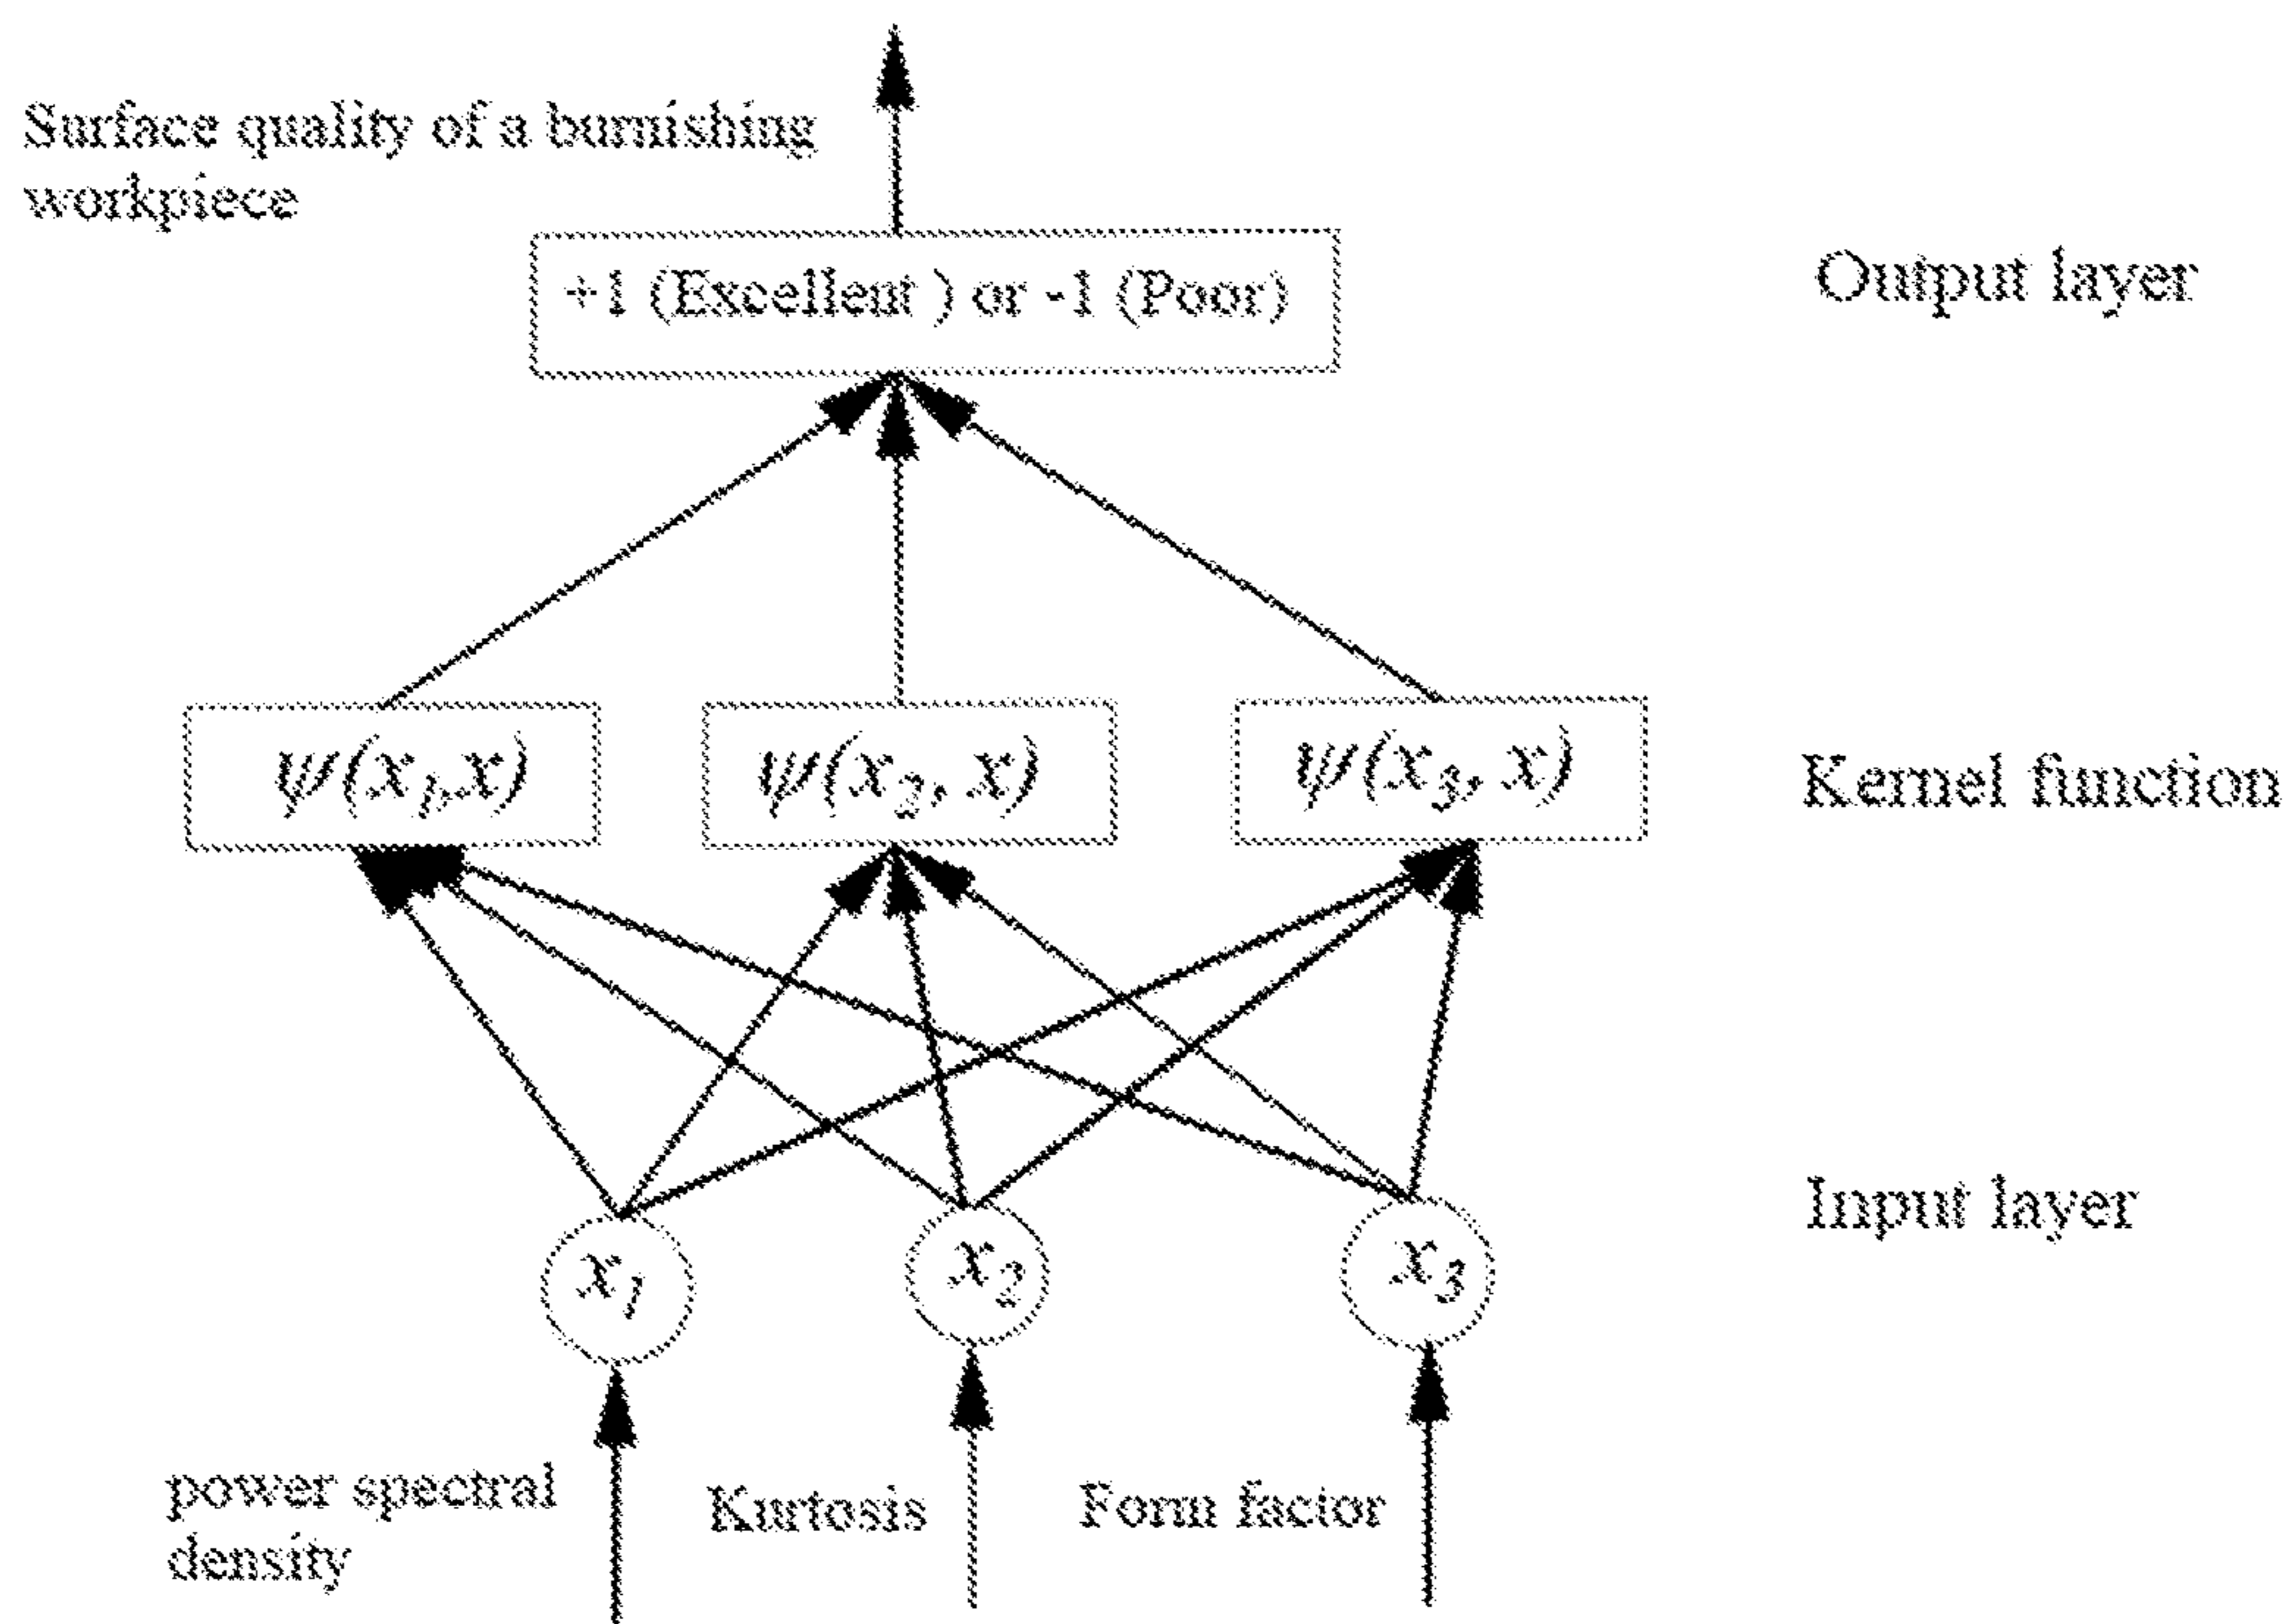 Surface quality of a burnishing
workpiece
+1 (Excellent ) or -1 (Poor)
Output layer
ψ(x₁,x)
ψ(x₂, x)
ψ(x₃, x)
Kernel function
Input layer
x₁
x₂
x₃
power spectral
density
Kurtosis
Form factor